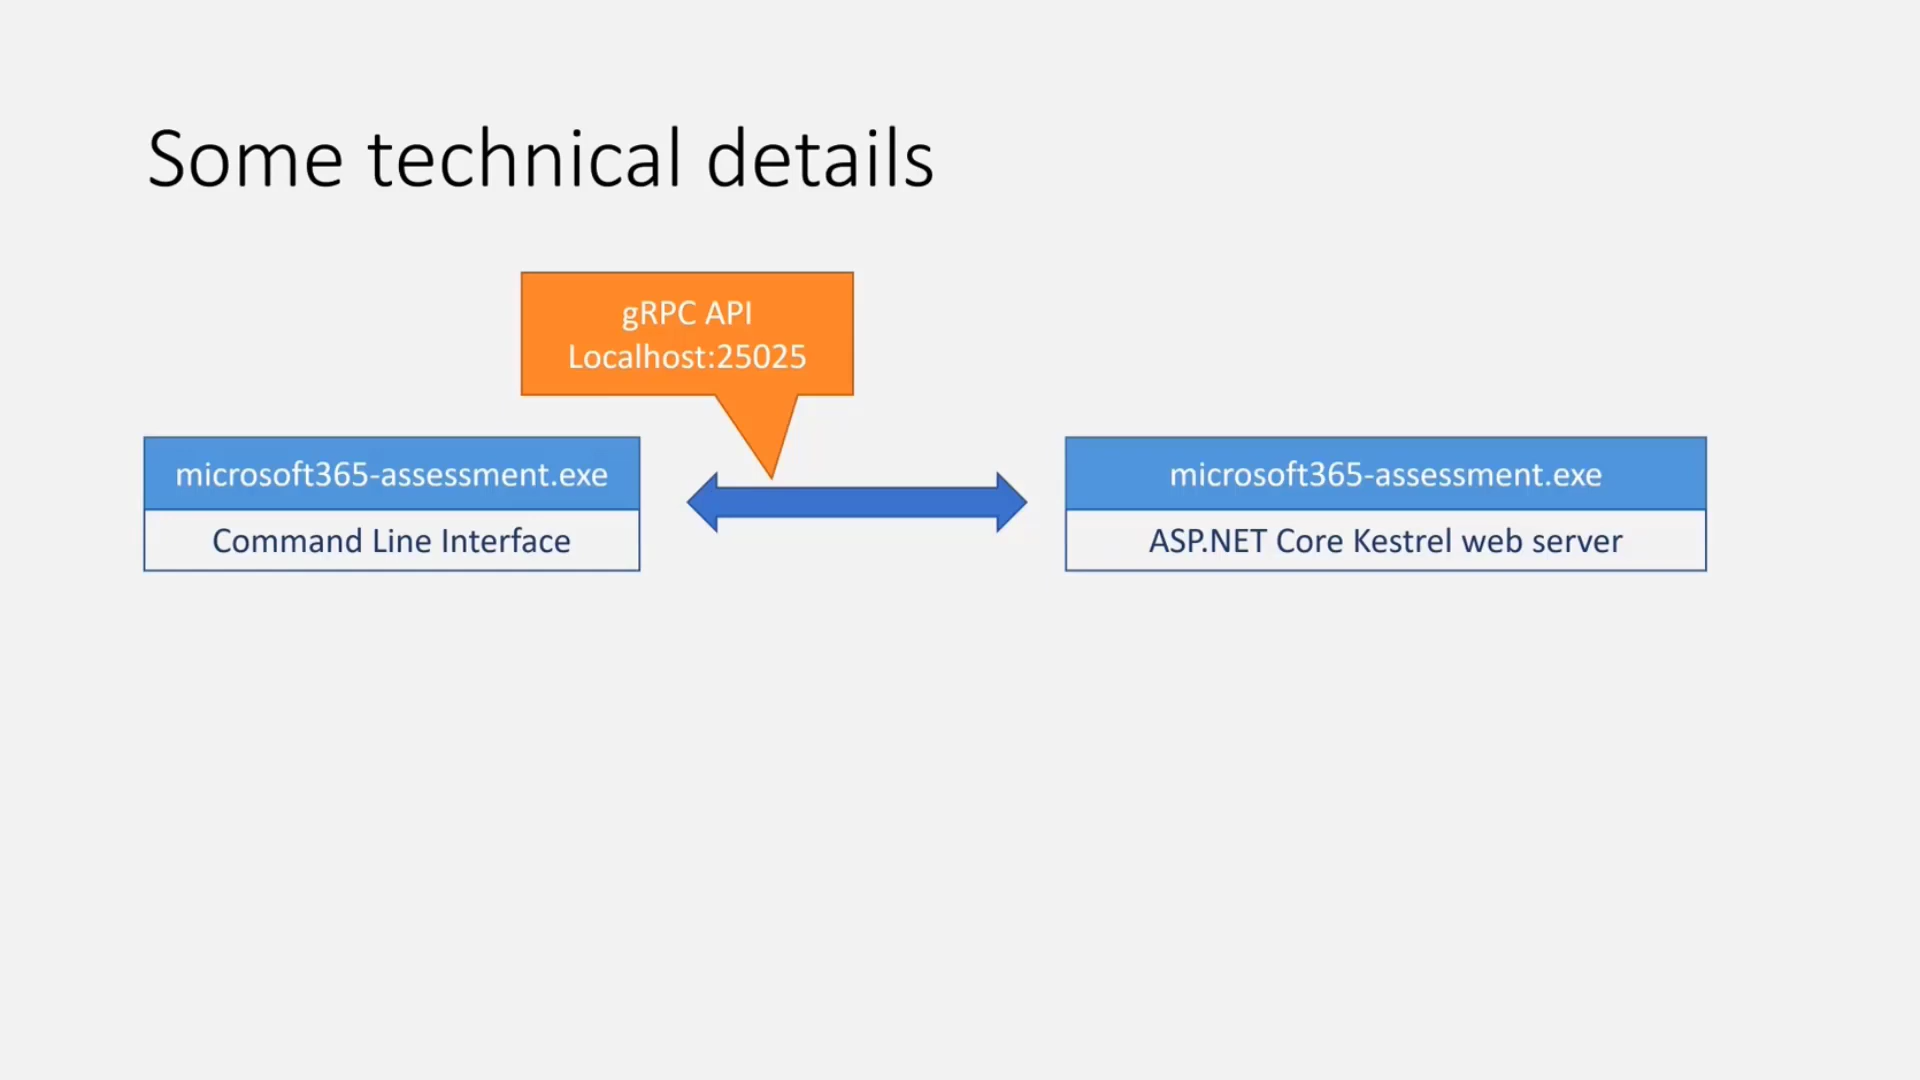 Some technical details
gRPC API
Localhost:25025
microsoft365-assessment.exe
Command Line Interface
microsoft365-assessment.exe
ASP.NET Core Kestrel web server